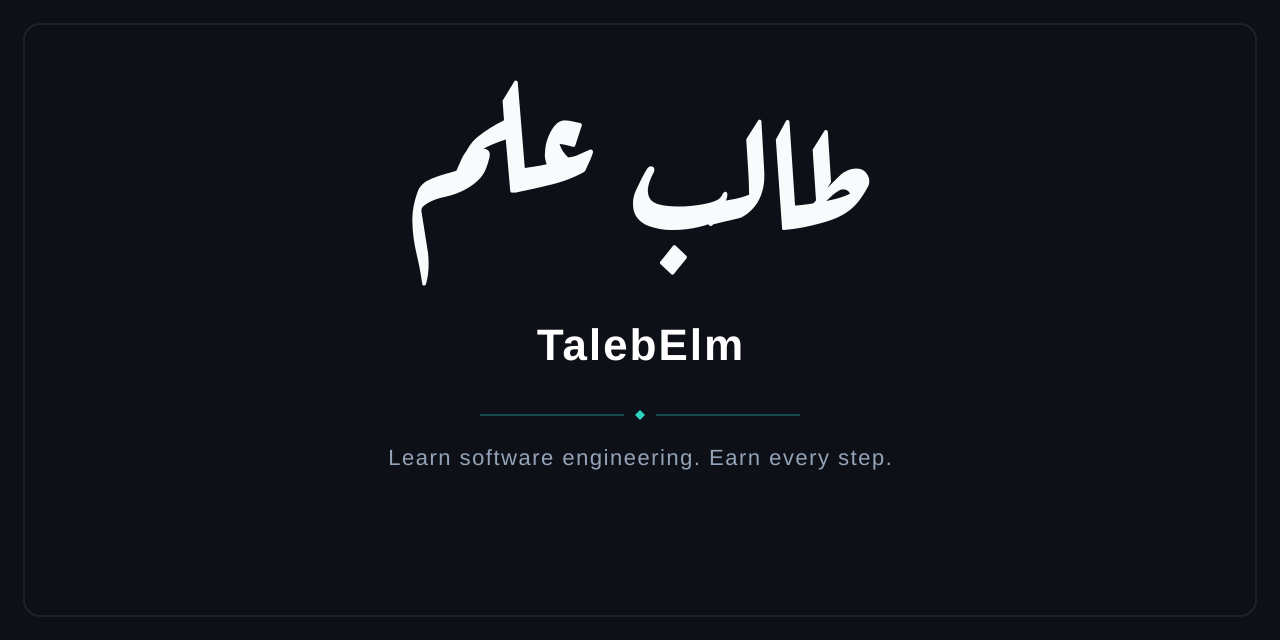 طالب علم
TalebElm
Learn software engineering. Earn every step.